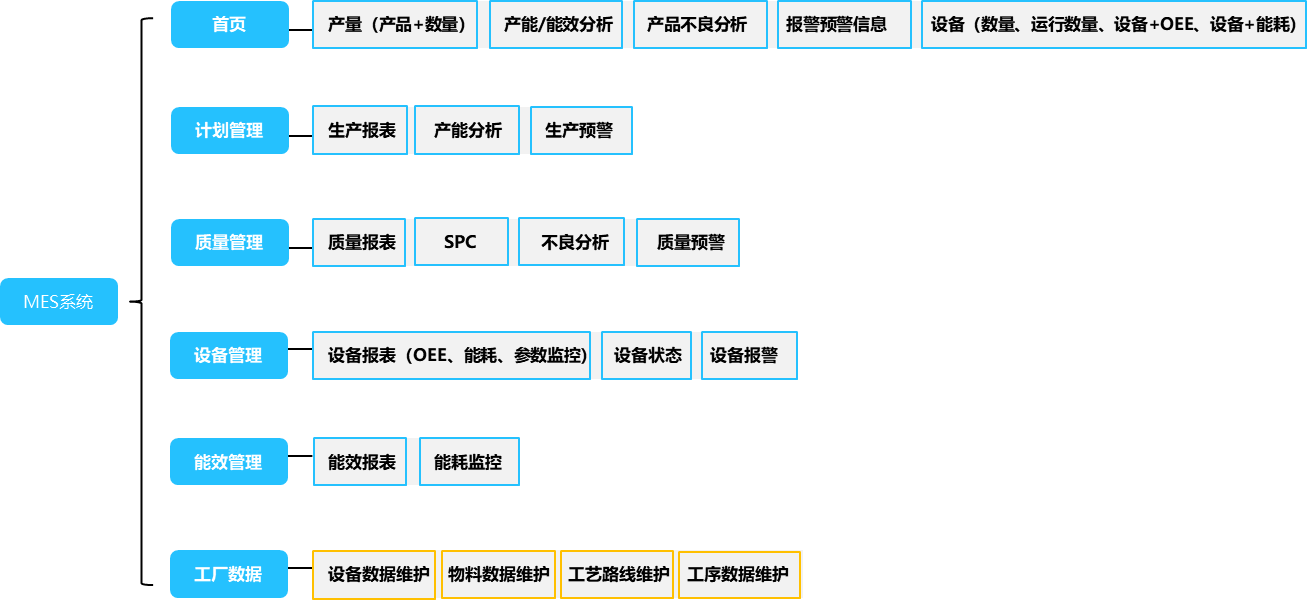 首页
产量（产品+数量）
产能/能效分析
产品不良分析
报警预警信息
设备（数量、运行数量、设备+OEE、设备+能耗)
计划管理
生产报表
产能分析
生产预警
质量管理
质量报表
SPC
不良分析
质量预警
MES系统
设备管理
设备报表（OEE、能耗、参数监控)
设备状态
设备报警
能效管理
能效报表
能耗监控
工厂数据
设备数据维护
物料数据维护
工艺路线维护
工序数据维护